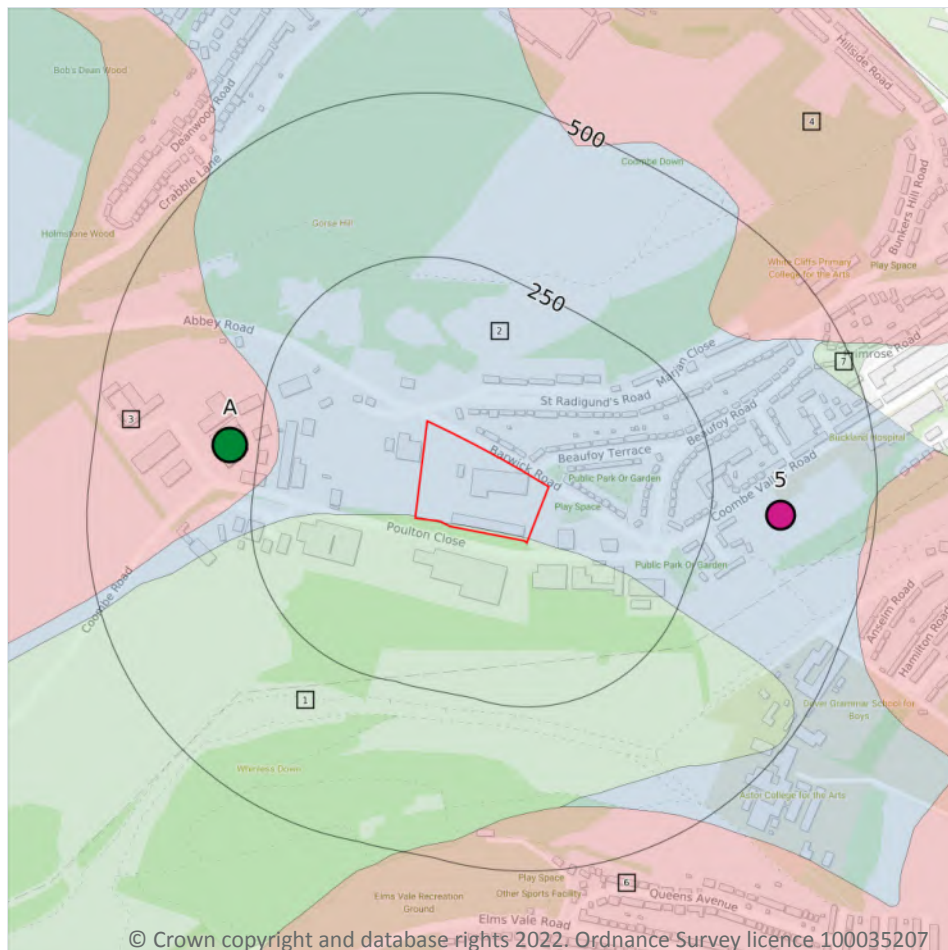 Bob's Dean Wood
Hillside Road
Deanwood Road
500
4
Coombe Down
Crabble Lane
Bunkers Hill Road
Gorse Hill
Holmstone Wood
White Cliffs Primary
College for the Arts
Play Space
250
Abbey Road
2
Marjan Close
Primrose Road
7
St Radigund's Road
A
3
Beaufoy Road
Barwick Road
Beaufoy Terrace
Buckland Hospital
Coombe Valley Road
Public Park Or Garden
5
Play Space
Poulton Close
Public Park Or Garden
Coombe Road
Anselm Road
Hamilton Road
1
Dover Grammar School for
Boys
Whinless Down
Astor College for the Arts
Play Space
6
Other Sports Facility
Queens Avenue
Elms Vale Recreation
Ground
Elms Vale Road
© Crown copyright and database rights 2022. Ordnance Survey licence 100035207